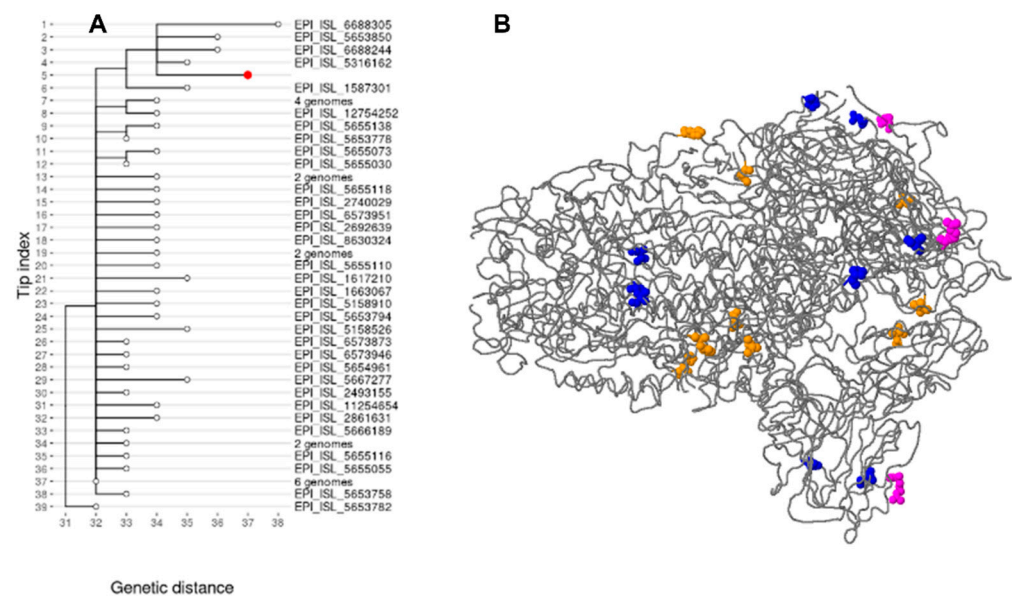 A
B
1 EPI_ISL_6688305
2 EPI_ISL_5653850
3 EPI_ISL_6688244
4 EPI_ISL_5316162
5
6 EPI_ISL_1587301
7 4 genomes
8 EPI_ISL_12754252
9 EPI_ISL_5655138
10 EPI_ISL_5653778
11 EPI_ISL_5655073
12 EPI_ISL_5655030
13 2 genomes
14 EPI_ISL_5655118
15 EPI_ISL_2740029
16 EPI_ISL_6573951
17 EPI_ISL_2692639
18 EPI_ISL_8630324
19 2 genomes
20 EPI_ISL_5655110
21 EPI_ISL_1617210
22 EPI_ISL_1663067
23 EPI_ISL_5158910
24 EPI_ISL_5653794
25 EPI_ISL_5158526
26 EPI_ISL_6573873
27 EPI_ISL_6573946
28 EPI_ISL_5654961
29 EPI_ISL_5667277
30 EPI_ISL_2493155
31 EPI_ISL_11254654
32 EPI_ISL_2861631
33 EPI_ISL_5666189
34 2 genomes
35 EPI_ISL_5655116
36 EPI_ISL_5655055
37 6 genomes
38 EPI_ISL_5653758
39 EPI_ISL_5653782
Tip index
31 32 33 34 35 36 37 38
Genetic distance